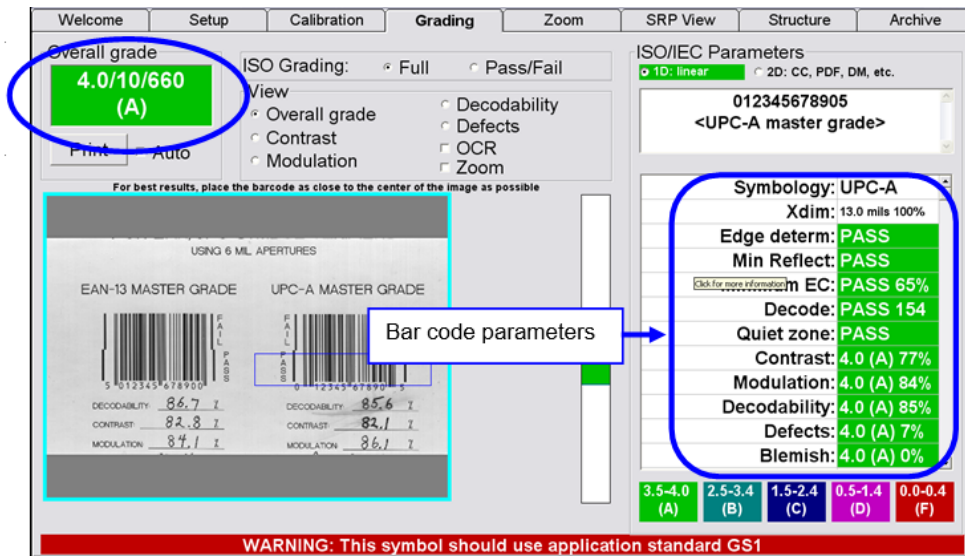 Welcome Setup Calibration Grading Zoom SRP View Structure Archive
Overall grade
4.0/10/660
(A)
Print Auto
ISO Grading: Full Pass/Fail
View
Overall grade Decodability
Contrast Defects
Modulation OCR
Zoom
For best results, place the barcode as close to the center of the image as possible
USING 6 MIL APERTURES
EAN-13 MASTER GRADE UPC-A MASTER GRADE
FAIL FAIL
PASS PASS
5 012345 678900 0 12345 67890 5
DECODABILITY 86.7 % DECODABILITY 85.6 %
CONTRAST 82.8 % CONTRAST 82.1 %
MODULATION 84.1 % MODULATION 86.1 %
Bar code parameters
ISO/IEC Parameters
1D: linear 2D: CC, PDF, DM, etc.
012345678905
<UPC-A master grade>
Symbology: UPC-A
Xdim: 13.0 mils 100%
Edge determ: PASS
Min Reflect: PASS
Click for more information m EC: PASS 65%
Decode: PASS 154
Quiet zone: PASS
Contrast: 4.0 (A) 77%
Modulation: 4.0 (A) 84%
Decodability: 4.0 (A) 85%
Defects: 4.0 (A) 7%
Blemish: 4.0 (A) 0%
3.5-4.0 2.5-3.4 1.5-2.4 0.5-1.4 0.0-0.4
(A) (B) (C) (D) (F)
WARNING: This symbol should use application standard GS1